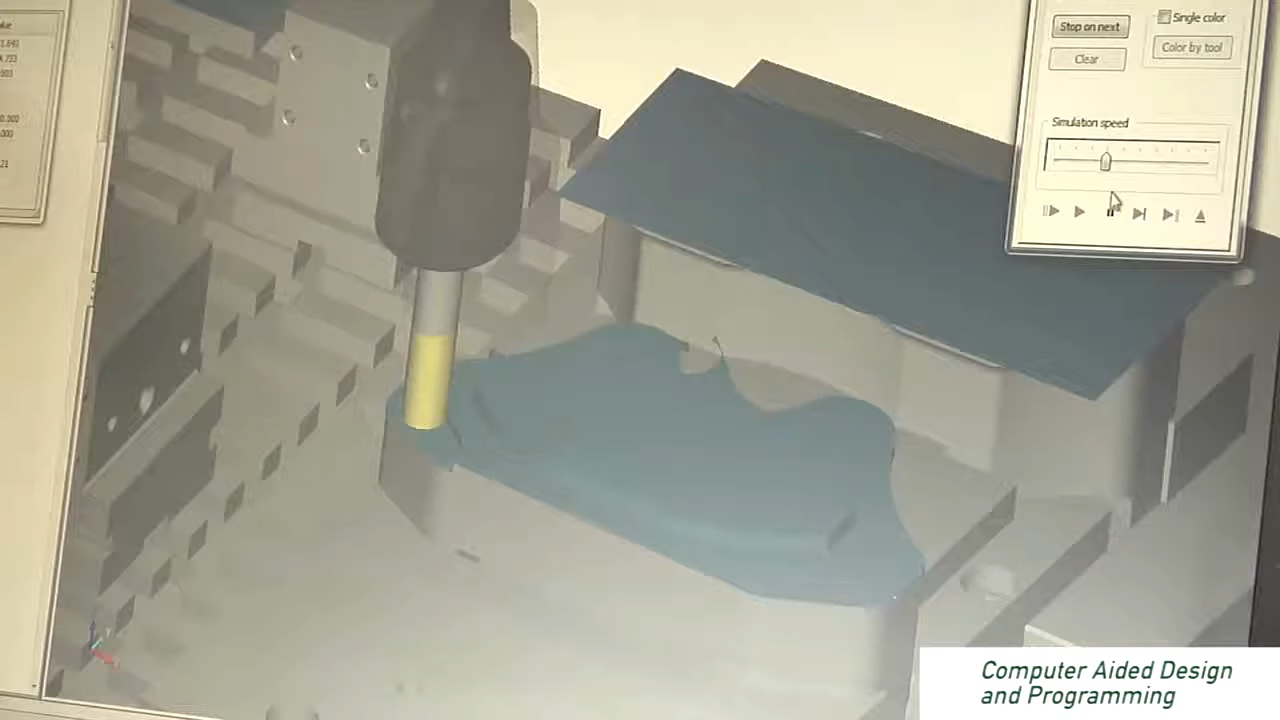 Stop on next
Single color
Clear
Color by tool
Simulation speed
Computer Aided Design
and Programming